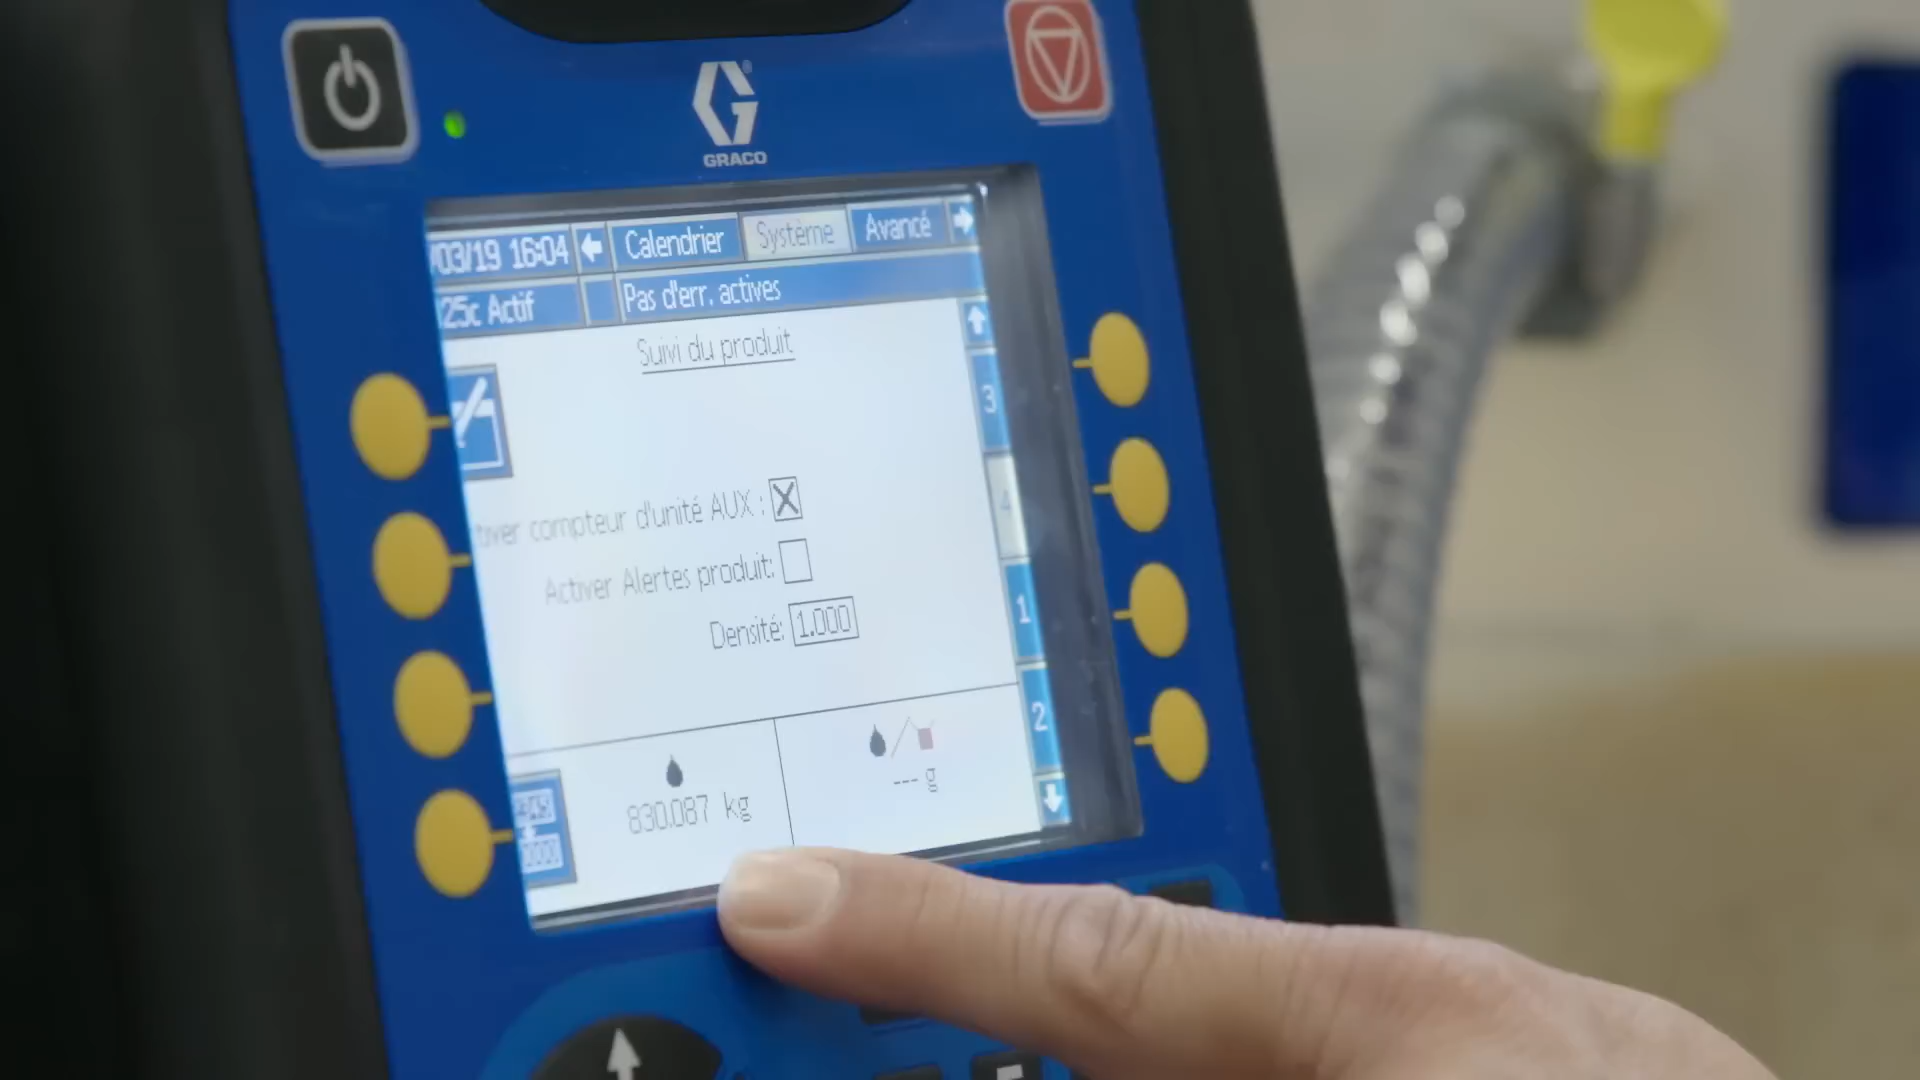 GRACO
/03/19 16:04 Calendrier Système Avancé
25c Actif Pas d'err. actives
Suivi du produit
3
tiver compteur d'unité AUX :
4
Activer Alertes produit:
1
Densité: 1.000
2
830.087 kg
--- g